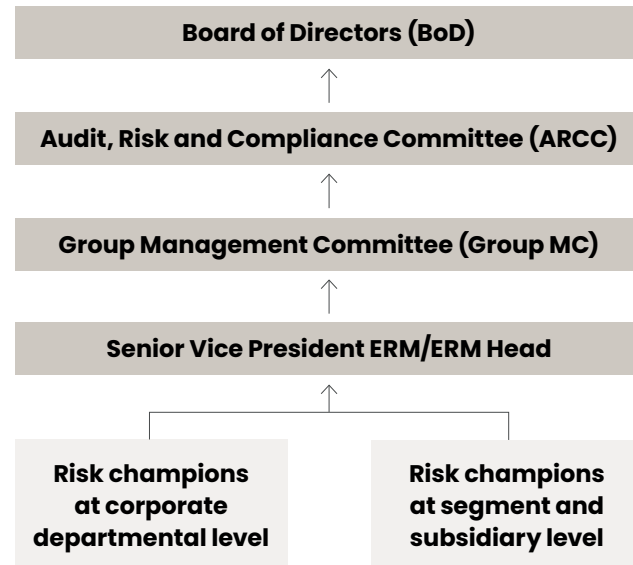 Board of Directors (BoD)
Audit, Risk and Compliance Committee (ARCC)
Group Management Committee (Group MC)
Senior Vice President ERM/ERM Head
Risk champions
at corporate
departmental level
Risk champions
at segment and
subsidiary level